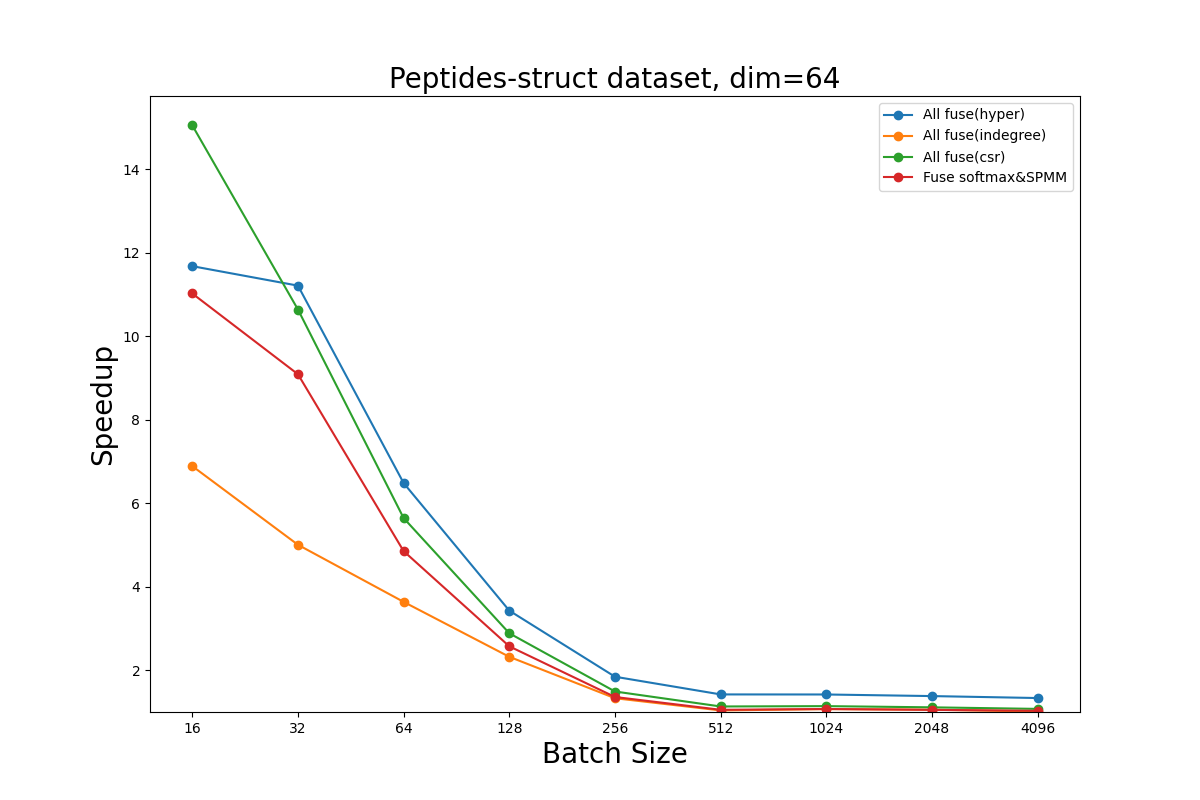 Peptides-struct dataset, dim=64
All fuse(hyper)
All fuse(indegree)
All fuse(csr)
Fuse softmax&SPMM
Speedup
14
12
10
8
6
4
2
16 32 64 128 256 512 1024 2048 4096
Batch Size